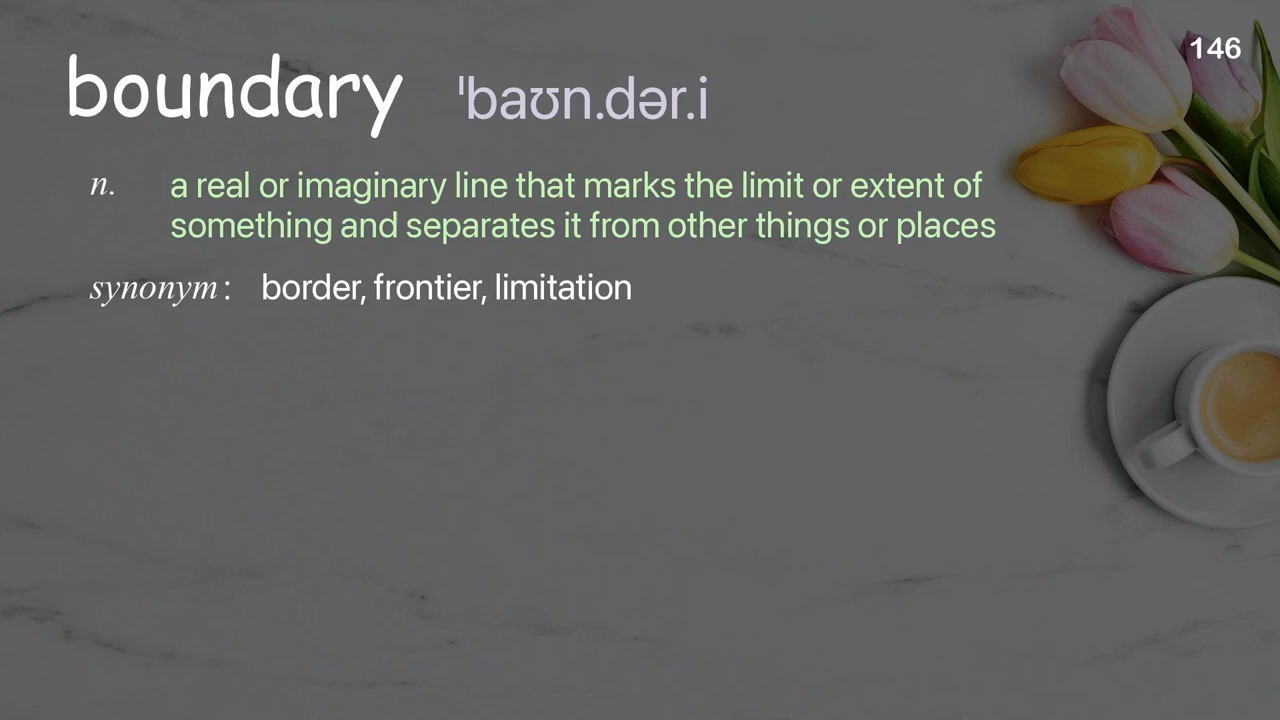 146
boundary ˈbaʊn.dər.i
n. a real or imaginary line that marks the limit or extent of
something and separates it from other things or places
synonym: border, frontier, limitation